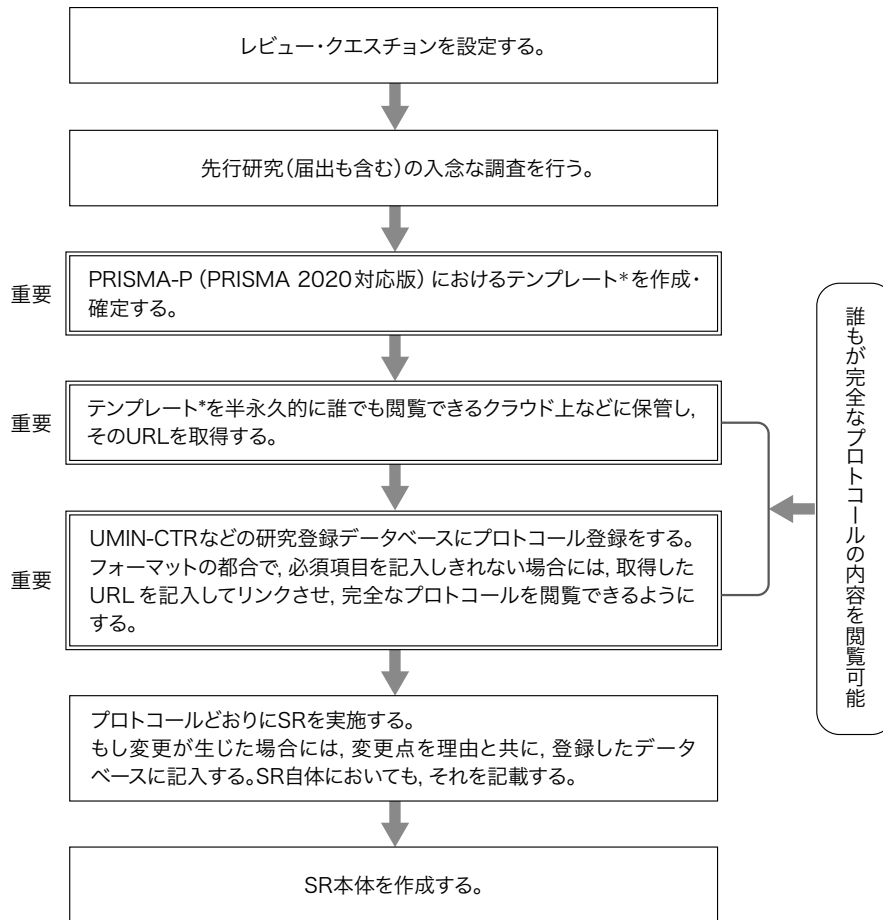 レビュー・クエスチョンを設定する。
先行研究(届出も含む)の入念な調査を行う。
重要
PRISMA-P (PRISMA 2020対応版) におけるテンプレート*を作成・
確定する。
重要
テンプレート*を半永久的に誰でも閲覧できるクラウド上などに保管し,
そのURLを取得する。
重要
UMIN-CTRなどの研究登録データベースにプロトコール登録をする。
フォーマットの都合で, 必須項目を記入しきれない場合には, 取得した
URL を記入してリンクさせ, 完全なプロトコールを閲覧できるように
する。
誰もが完全なプロトコールの内容を閲覧可能
プロトコールどおりにSRを実施する。
もし変更が生じた場合には, 変更点を理由と共に, 登録したデータ
ベースに記入する。SR自体においても, それを記載する。
SR本体を作成する。